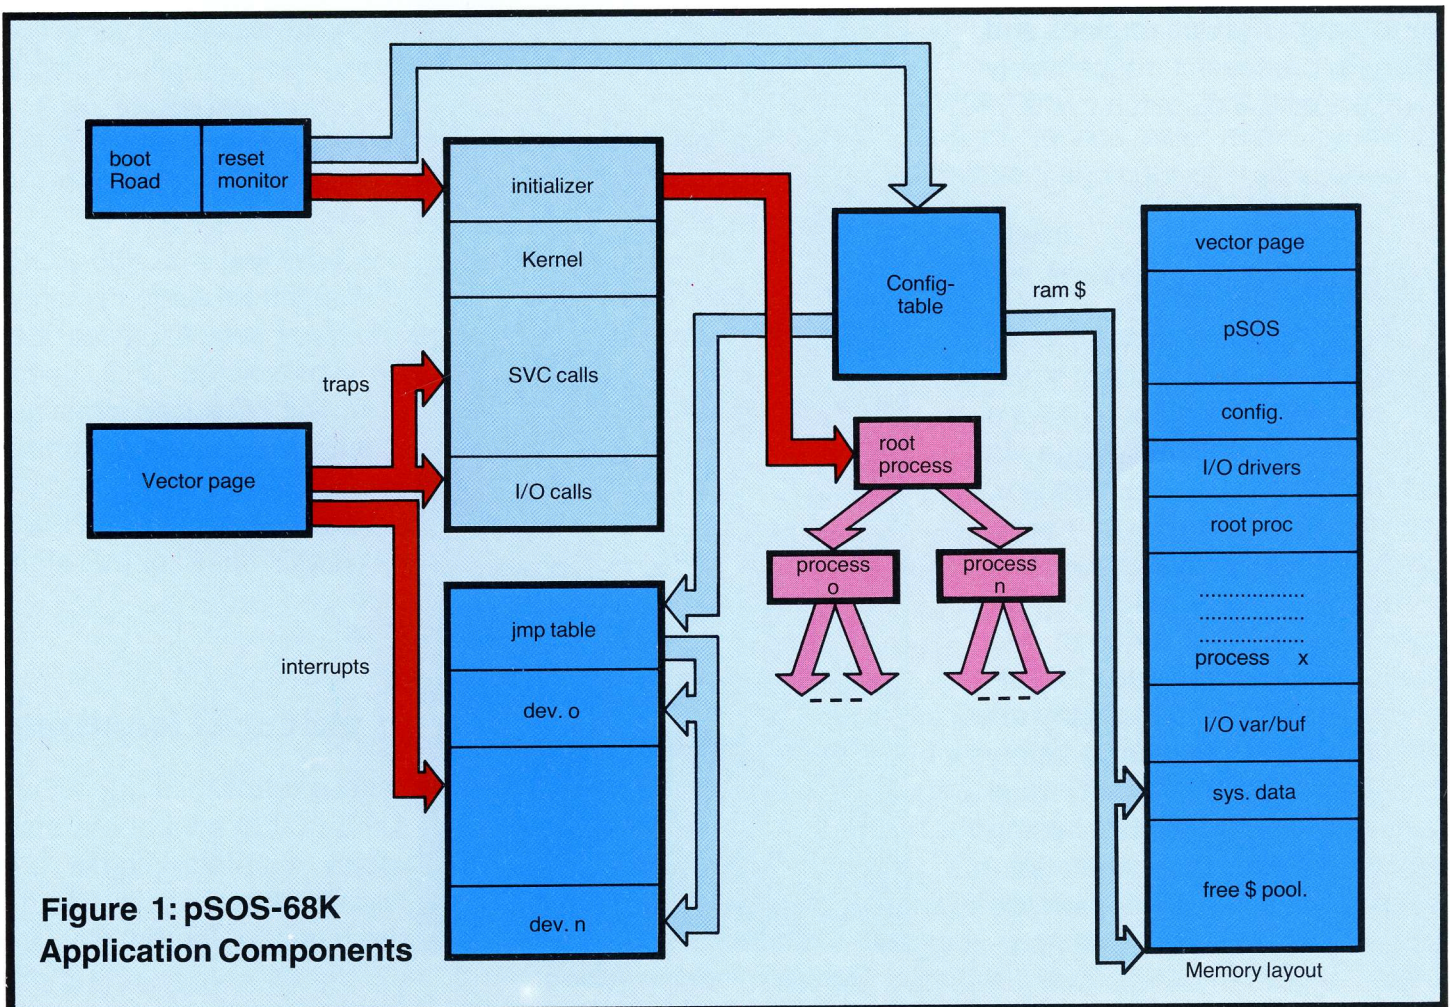 boot
Road
reset
monitor
initializer
Kernel
SVC calls
I/O calls
traps
Vector page
interrupts
jmp table
dev. o
dev. n
Config-
table
ram $
root
process
process
o
process
n
vector page
pSOS
config.
I/O drivers
root proc
..................
..................
..................
process x
I/O var/buf
sys. data
free $ pool.
Memory layout
Figure 1: pSOS-68K
Application Components